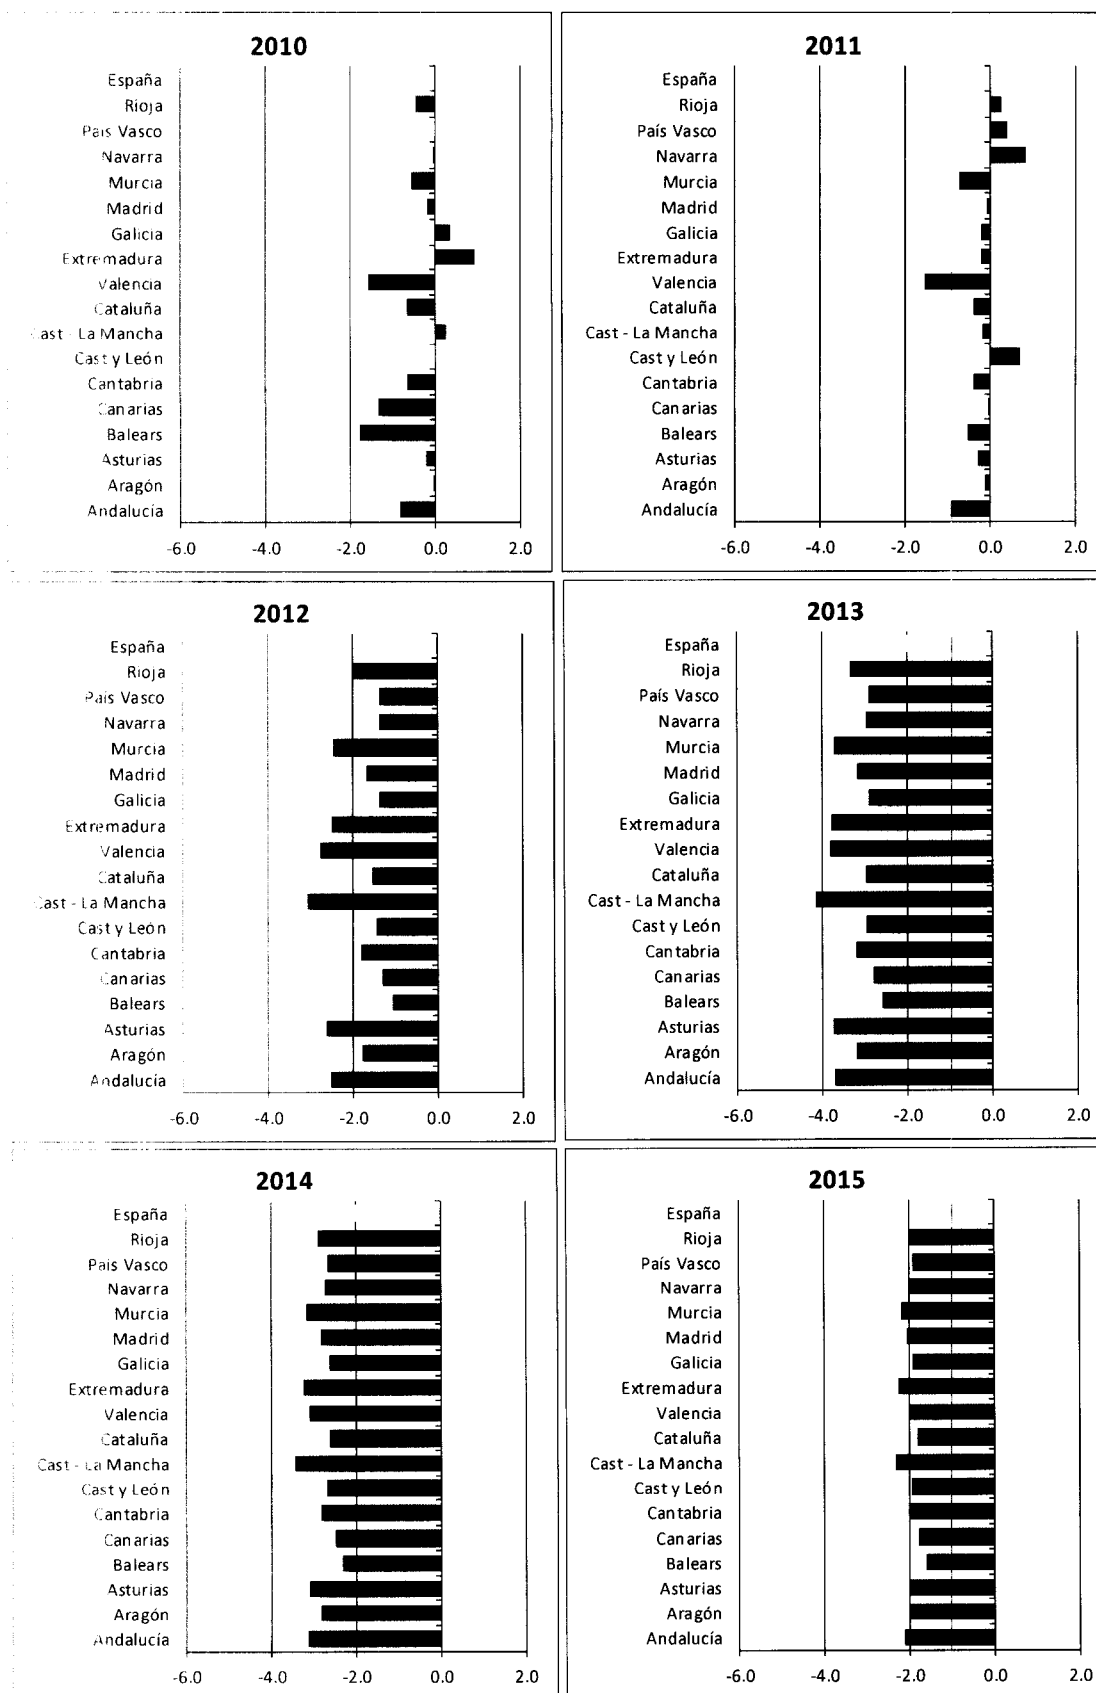 2010
España
Rioja
País Vasco
Navarra
Murcia
Madrid
Galicia
Extremadura
Valencia
Cataluña
Cast - La Mancha
Cast y León
Cantabria
Canarias
Balears
Asturias
Aragón
Andalucía
-6.0 -4.0 -2.0 0.0 2.0
2011
España
Rioja
País Vasco
Navarra
Murcia
Madrid
Galicia
Extremadura
Valencia
Cataluña
Cast - La Mancha
Cast y León
Cantabria
Canarias
Balears
Asturias
Aragón
Andalucía
-6.0 -4.0 -2.0 0.0 2.0
2012
España
Rioja
País Vasco
Navarra
Murcia
Madrid
Galicia
Extremadura
Valencia
Cataluña
Cast - La Mancha
Cast y León
Cantabria
Canarias
Balears
Asturias
Aragón
Andalucía
-6.0 -4.0 -2.0 0.0 2.0
2013
España
Rioja
País Vasco
Navarra
Murcia
Madrid
Galicia
Extremadura
Valencia
Cataluña
Cast - La Mancha
Cast y León
Cantabria
Canarias
Balears
Asturias
Aragón
Andalucía
-6.0 -4.0 -2.0 0.0 2.0
2014
España
Rioja
País Vasco
Navarra
Murcia
Madrid
Galicia
Extremadura
Valencia
Cataluña
Cast - La Mancha
Cast y León
Cantabria
Canarias
Balears
Asturias
Aragón
Andalucía
-6.0 -4.0 -2.0 0.0 2.0
2015
España
Rioja
País Vasco
Navarra
Murcia
Madrid
Galicia
Extremadura
Valencia
Cataluña
Cast - La Mancha
Cast y León
Cantabria
Canarias
Balears
Asturias
Aragón
Andalucía
-6.0 -4.0 -2.0 0.0 2.0